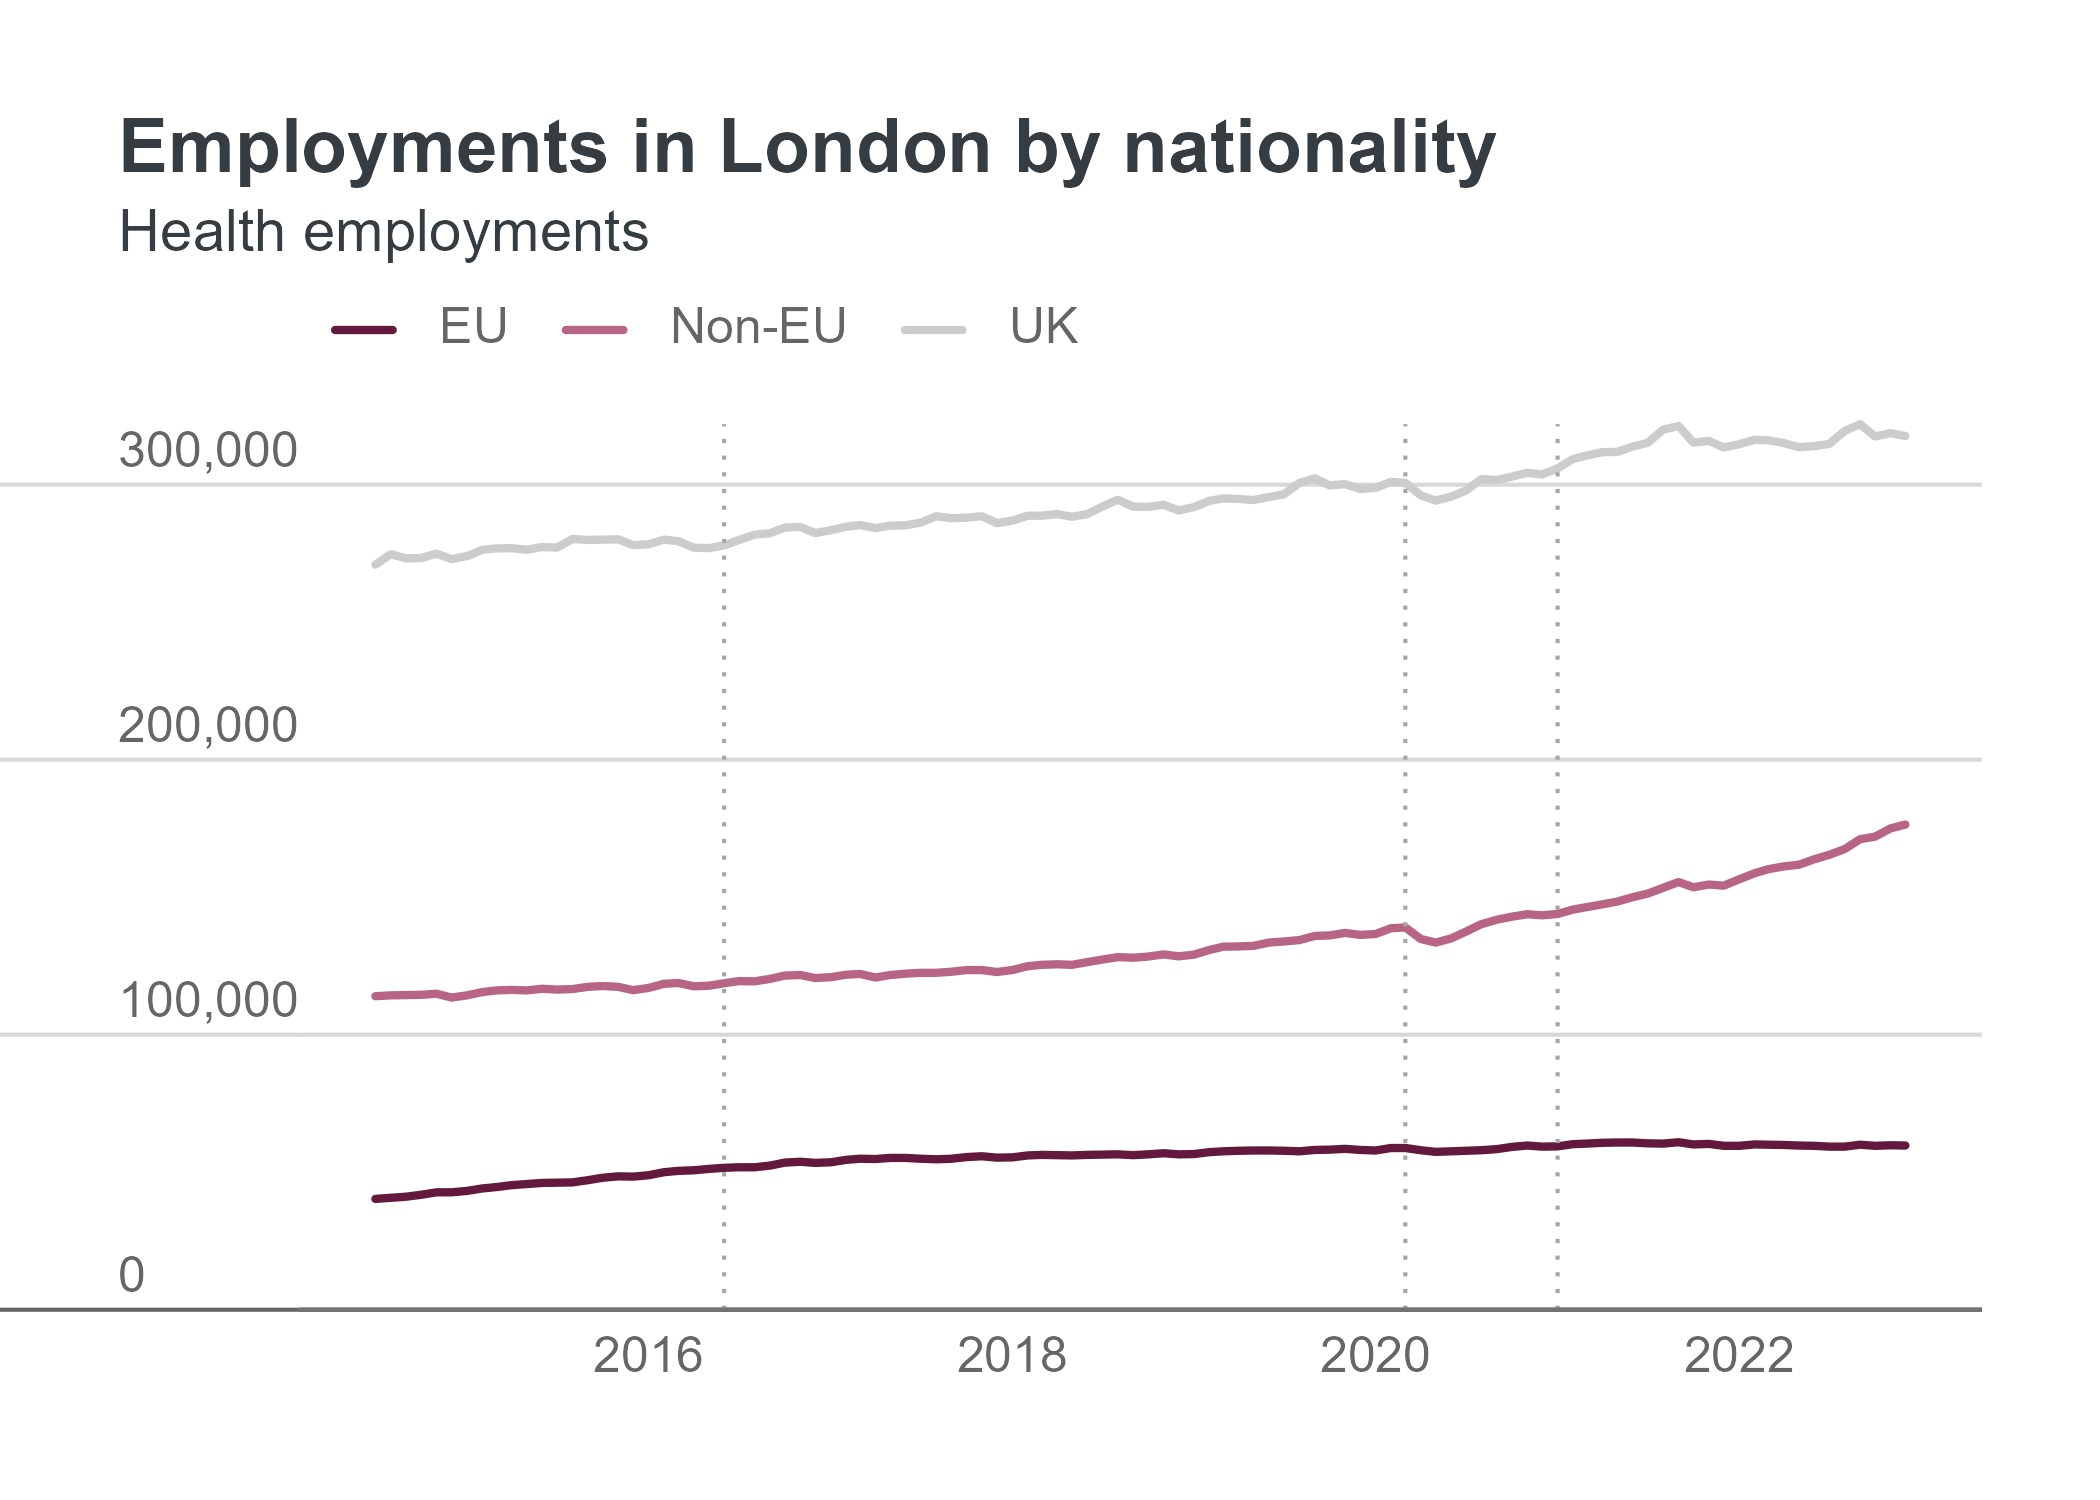 Employments in London by nationality
Health employments
EU Non-EU UK
300,000
200,000
100,000
0
2016 2018 2020 2022